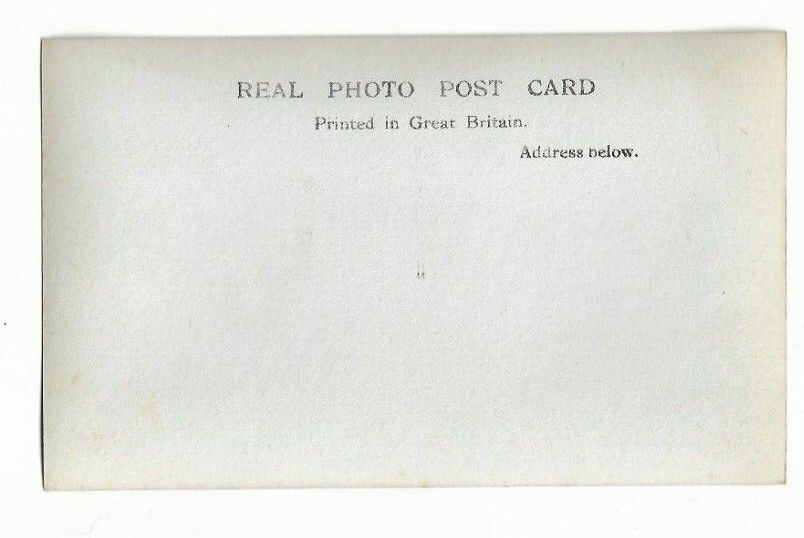 REAL PHOTO POST CARD
Printed in Great Britain.
Address below.